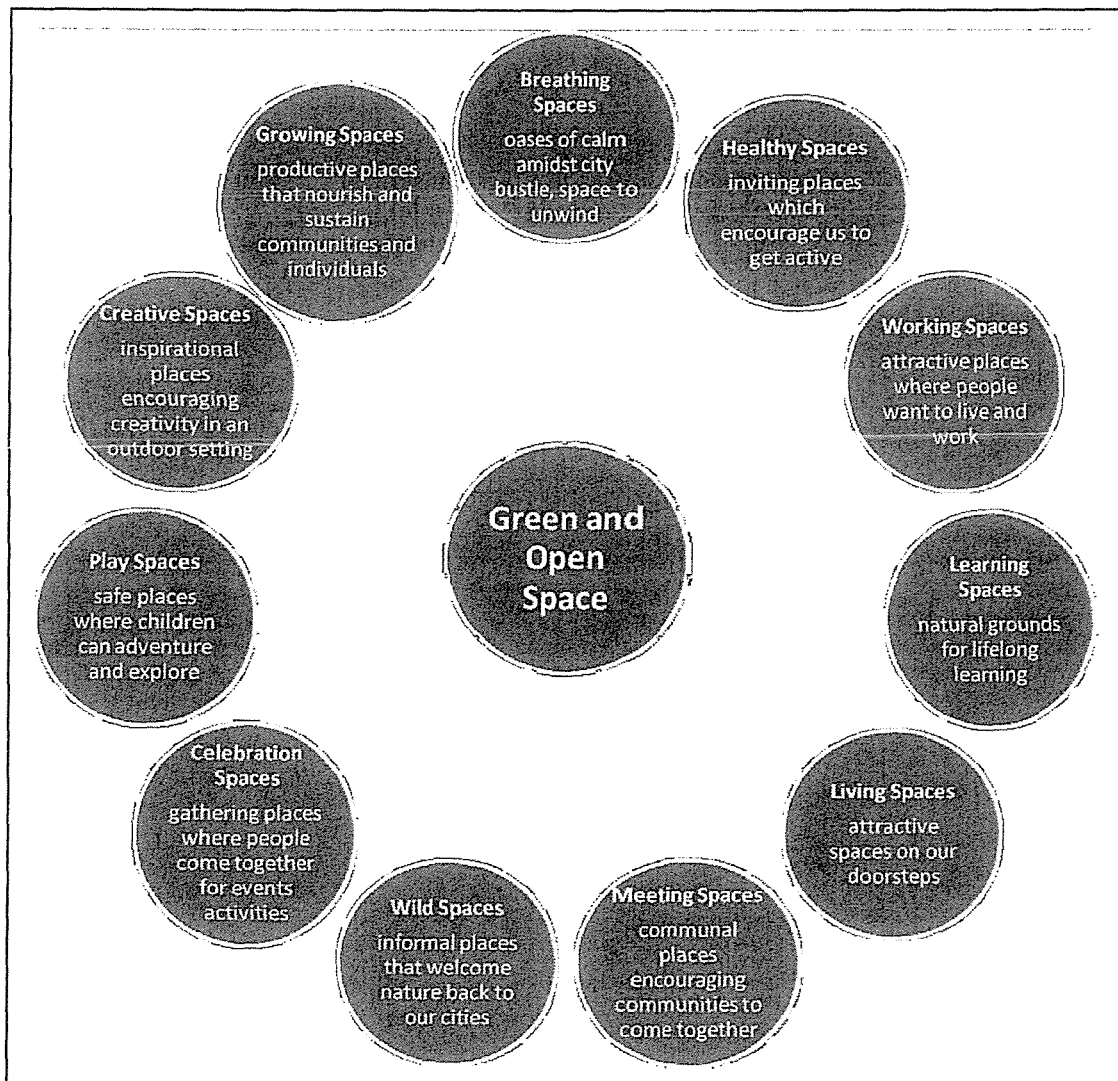 Breathing
Spaces
oases of calm
amidst city
bustle, space to
unwind
Healthy Spaces
inviting places
which
encourage us to
get active
Working Spaces
attractive places
where people
want to live and
work
Learning
Spaces
natural grounds
for lifelong
learning
Living Spaces
attractive
spaces on our
doorsteps
Meeting Spaces
communal
places
encouraging
communities to
come together
Wild Spaces
informal places
that welcome
nature back to
our cities
Celebration
Spaces
gathering places
where people
come together
for events
activities
Play Spaces
safe places
where children
can adventure
and explore
Creative Spaces
inspirational
places
encouraging
creativity in an
outdoor setting
Growing Spaces
productive places
that nourish and
sustain
communities and
individuals
Green and
Open
Space